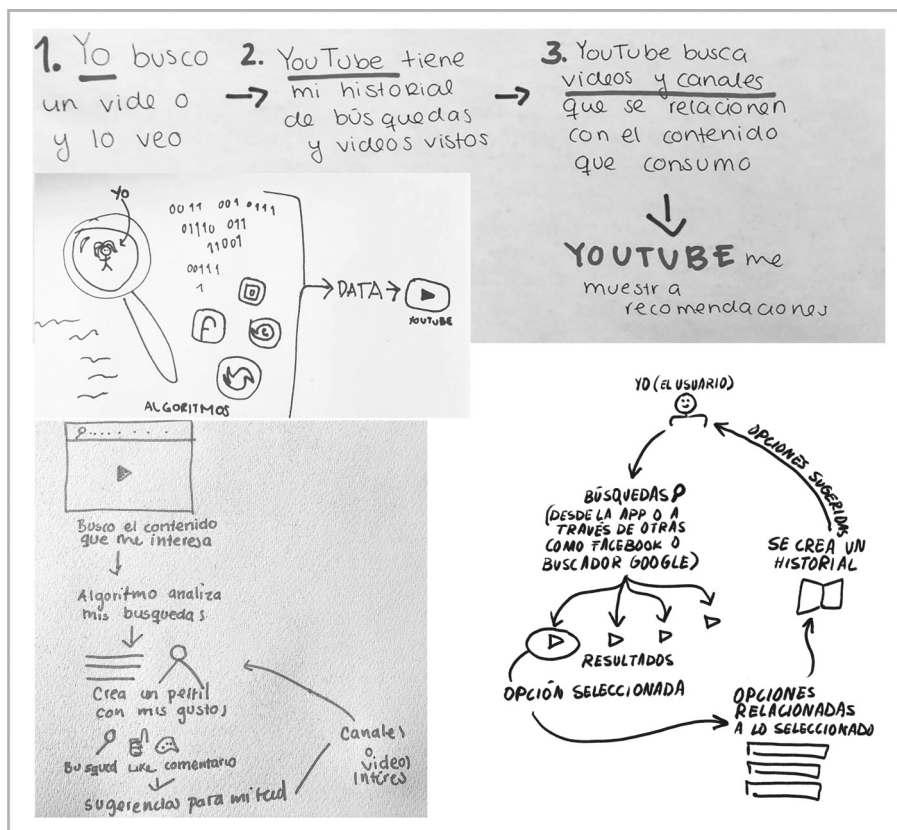 1. Yo busco
un video
y lo veo
2. YouTube tiene
mi historial
de búsquedas
y videos vistos
3. YouTube busca
videos y canales
que se relacionen
con el contenido
que consumo
YOUTUBE me
muestra
recomendaciones
YO
0011 001 0111
01110 011
11001
00111
1
DATA
YOUTUBE
ALGORITMOS
Busco el contenido
que me interesa
Algoritmo analiza
mis busquedas
Crea un perfil
con mis gustos
Busqued Like comentario
sugerencias para mi feed
Canales
o
videos
Intéres
YO (EL USUARIO)
BÚSQUEDAS
(DESDE LA APP O A
TRAVÉS DE OTRAS
COMO FACEBOOK O
BUSCADOR GOOGLE)
RESULTADOS
OPCIÓN SELECCIONADA
OPCIONES
RELACIONADAS
A LO SELECCIONADO
SE CREA UN
HISTORIAL
OPCIONES SUGERIDAS